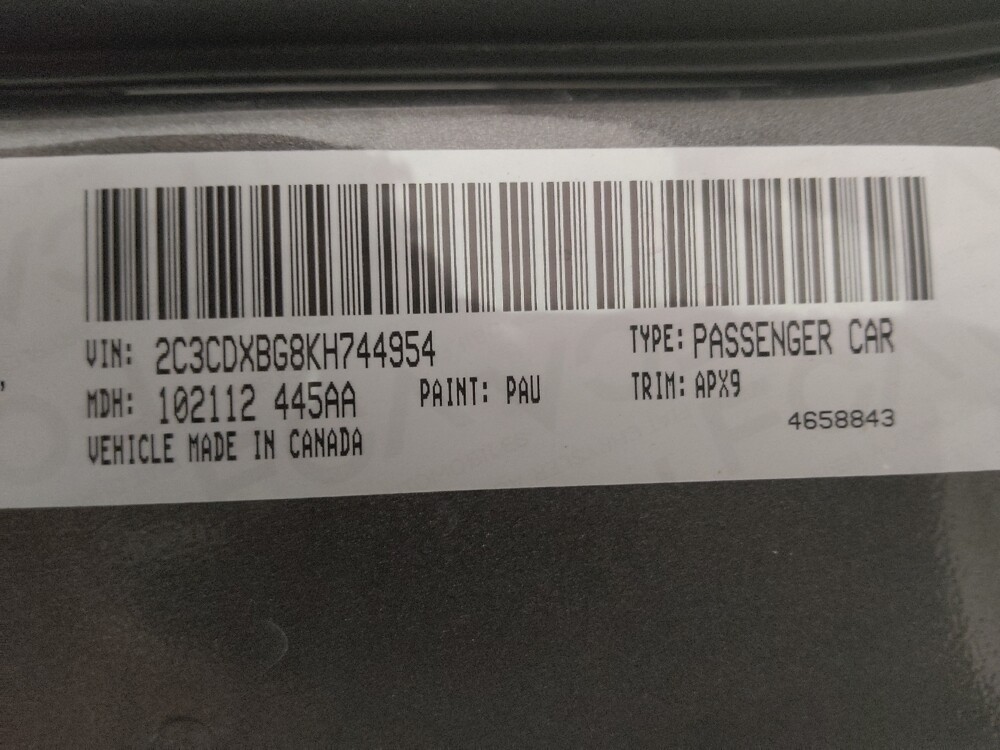 VIN: 2C3CDXBG8KH744954 TYPE: PASSENGER CAR
MDH: 102112 445AA PAINT: PAU TRIM: APX9
4658843
VEHICLE MADE IN CANADA